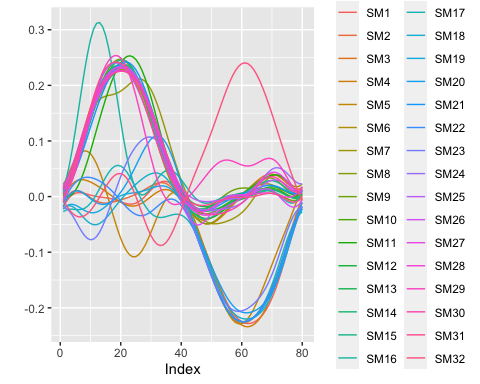 0.3
0.2
0.1
0.0
-0.1
-0.2
0 20 40 60 80
Index
SM1 SM17
SM2 SM18
SM3 SM19
SM4 SM20
SM5 SM21
SM6 SM22
SM7 SM23
SM8 SM24
SM9 SM25
SM10 SM26
SM11 SM27
SM12 SM28
SM13 SM29
SM14 SM30
SM15 SM31
SM16 SM32